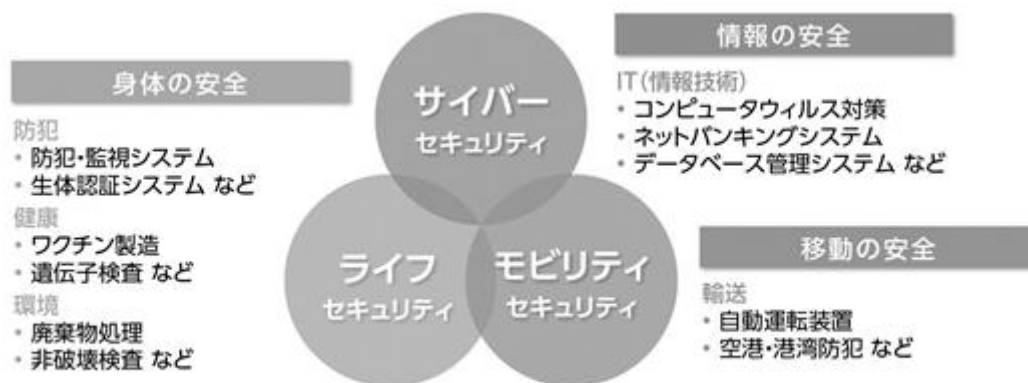 身体の安全
防犯
• 防犯・監視システム
• 生体認証システム など
健康
• ワクチン製造
• 遺伝子検査 など
環境
• 廃棄物処理
• 非破壊検査 など
サイバー
セキュリティ
ライフ
セキュリティ
モビリティ
セキュリティ
情報の安全
IT(情報技術)
• コンピュータウィルス対策
• ネットバンキングシステム
• データベース管理システム など
移動の安全
輸送
• 自動運転装置
• 空港・港湾防犯 など